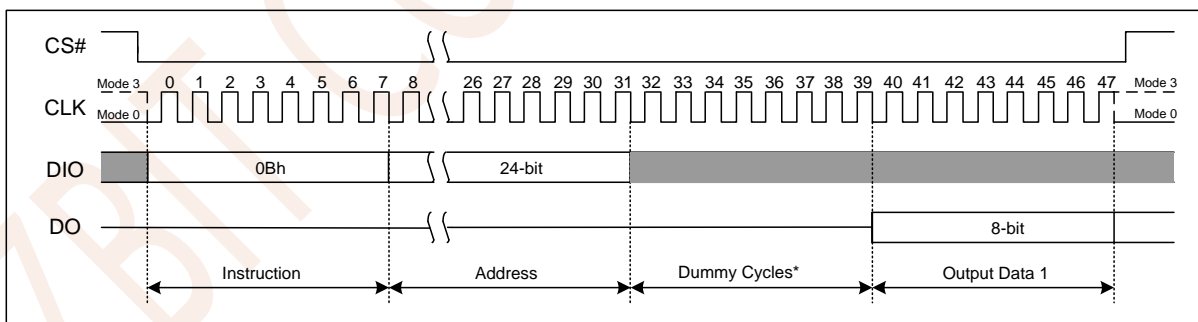 CS#
Mode 3 0 1 2 3 4 5 6 7 8 26 27 28 29 30 31 32 33 34 35 36 37 38 39 40 41 42 43 44 45 46 47 Mode 3
CLK
Mode 0 Mode 0
DIO 0Bh 24-bit
DO 8-bit
Instruction Address Dummy Cycles* Output Data 1
ZBIT CO